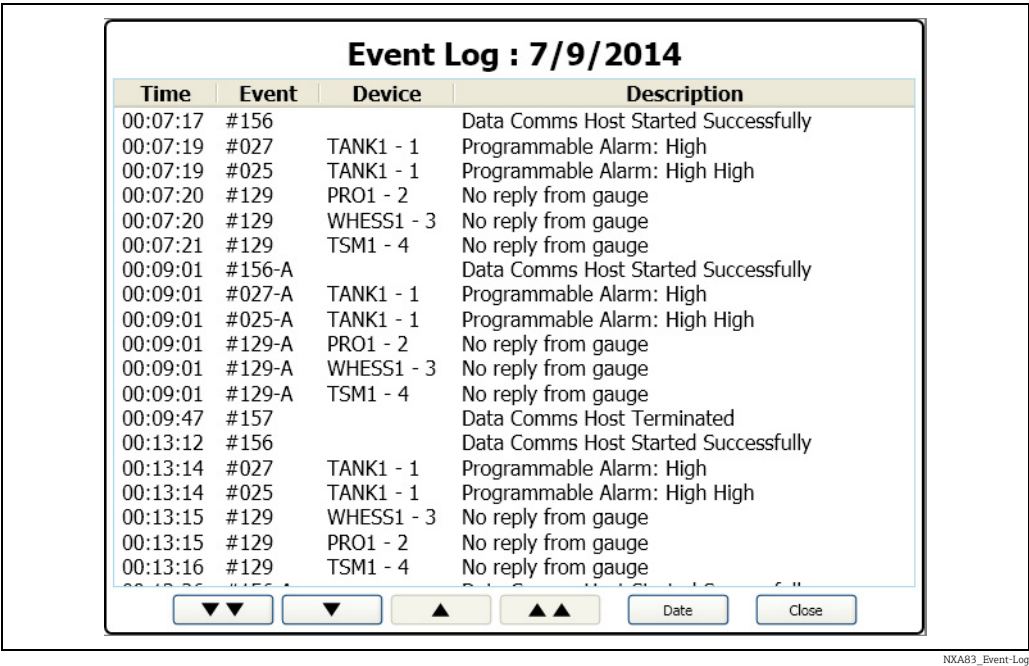 Event Log : 7/9/2014
Time Event Device Description
00:07:17 #156 Data Comms Host Started Successfully
00:07:19 #027 TANK1 - 1 Programmable Alarm: High
00:07:19 #025 TANK1 - 1 Programmable Alarm: High High
00:07:20 #129 PRO1 - 2 No reply from gauge
00:07:20 #129 WHESS1 - 3 No reply from gauge
00:07:21 #129 TSM1 - 4 No reply from gauge
00:09:01 #156-A Data Comms Host Started Successfully
00:09:01 #027-A TANK1 - 1 Programmable Alarm: High
00:09:01 #025-A TANK1 - 1 Programmable Alarm: High High
00:09:01 #129-A PRO1 - 2 No reply from gauge
00:09:01 #129-A WHESS1 - 3 No reply from gauge
00:09:01 #129-A TSM1 - 4 No reply from gauge
00:09:47 #157 Data Comms Host Terminated
00:13:12 #156 Data Comms Host Started Successfully
00:13:14 #027 TANK1 - 1 Programmable Alarm: High
00:13:14 #025 TANK1 - 1 Programmable Alarm: High High
00:13:15 #129 WHESS1 - 3 No reply from gauge
00:13:15 #129 PRO1 - 2 No reply from gauge
00:13:16 #129 TSM1 - 4 No reply from gauge
Date Close
NXA83_Event-Log